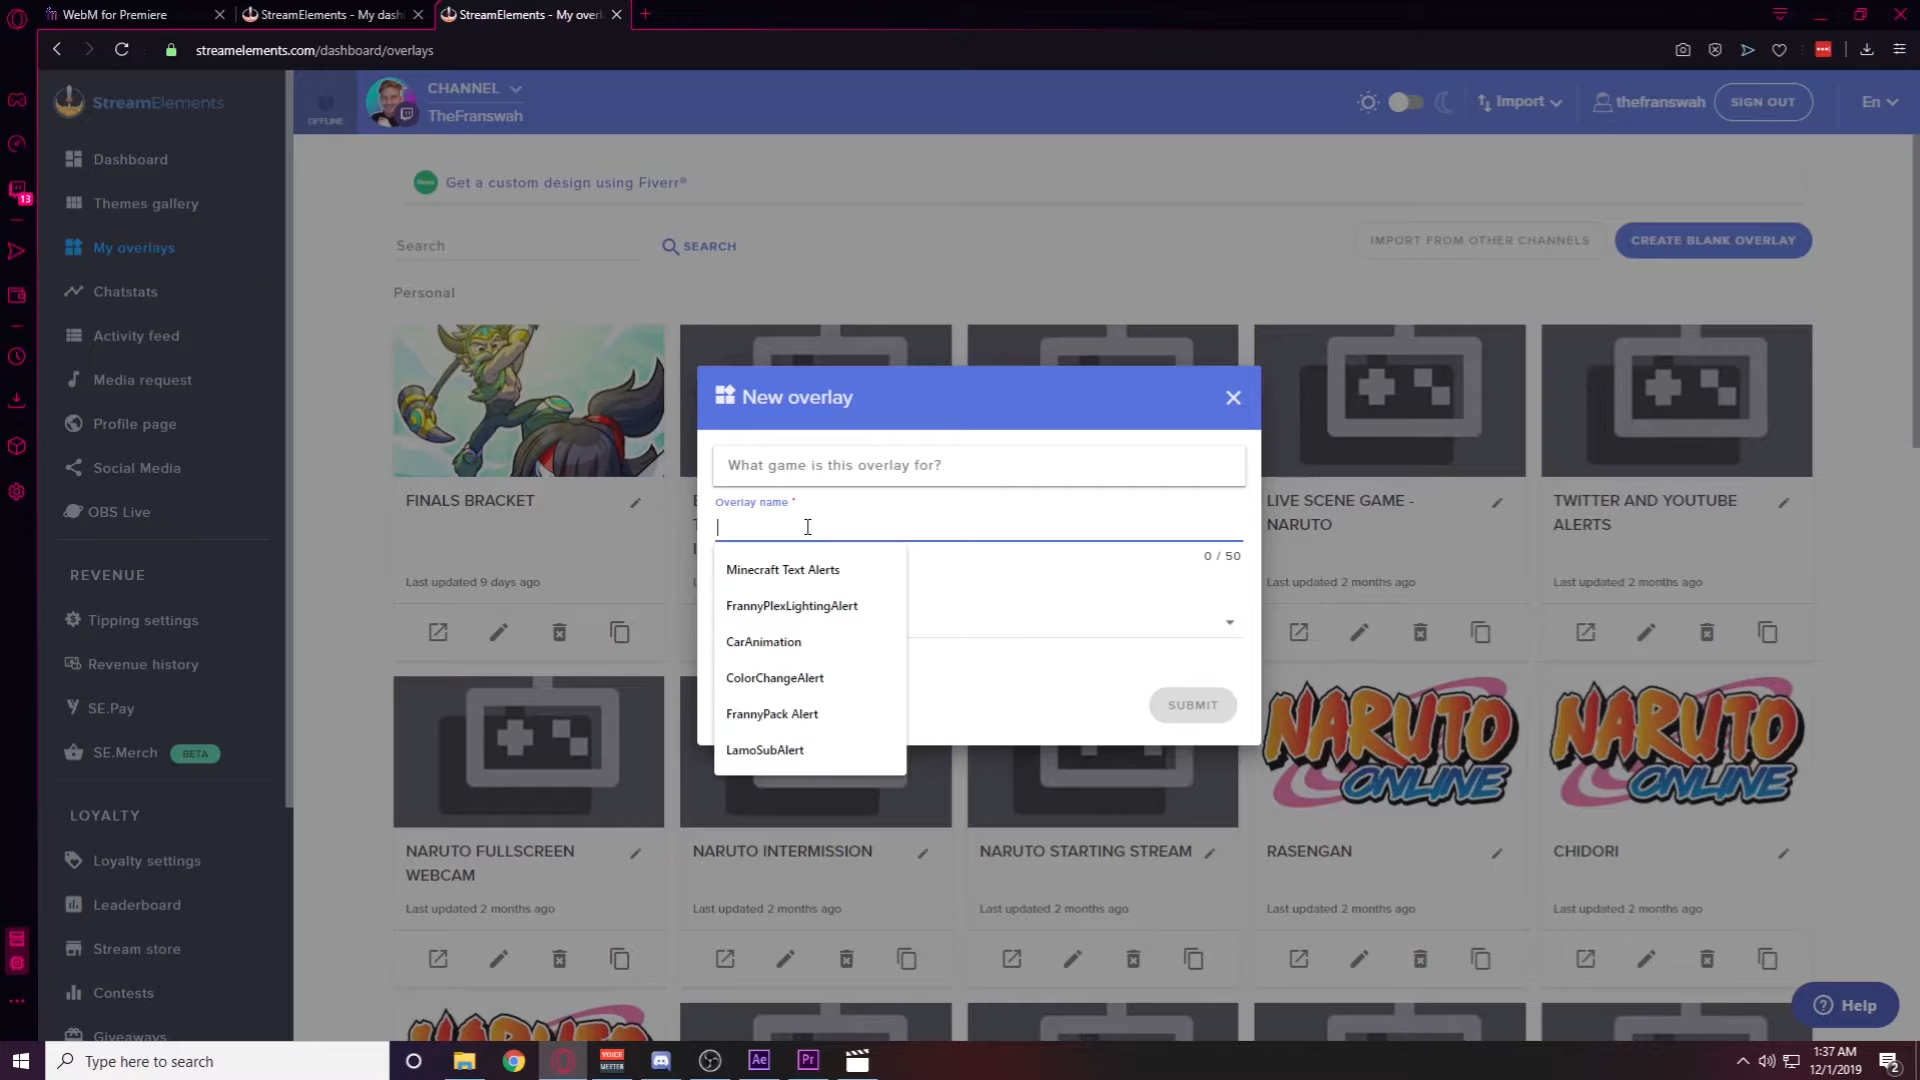 WebM for Premiere
StreamElements - My dash
StreamElements - My over
streamelements.com/dashboard/overlays
13
StreamElements
Dashboard
Themes gallery
My overlays
Chatstats
Activity feed
Media request
Profile page
Social Media
OBS Live
REVENUE
Tipping settings
Revenue history
SE.Pay
SE.Merch BETA
LOYALTY
Loyalty settings
Leaderboard
Stream store
Contests
Giveaways
OFFLINE
CHANNEL
TheFranswah
Import
thefranswah
SIGN OUT
En
Get a custom design using Fiverr®
Search
SEARCH
IMPORT FROM OTHER CHANNELS
CREATE BLANK OVERLAY
Personal
New overlay
What game is this overlay for?
Overlay name *
0 / 50
Minecraft Text Alerts
FrannyPlexLightingAlert
CarAnimation
ColorChangeAlert
FrannyPack Alert
LamoSubAlert
SUBMIT
FINALS BRACKET
Last updated 9 days ago
LIVE SCENE GAME -
NARUTO
Last updated 2 months ago
TWITTER AND YOUTUBE
ALERTS
Last updated 2 months ago
NARUTO
ONLINE
NARUTO
ONLINE
NARUTO FULLSCREEN
WEBCAM
Last updated 2 months ago
NARUTO INTERMISSION
Last updated 2 months ago
NARUTO STARTING STREAM
Last updated 2 months ago
RASENGAN
Last updated 2 months ago
CHIDORI
Last updated 2 months ago
Help
Type here to search
VOICE
MEETER
Ae
Pr
1:37 AM
12/1/2019
2